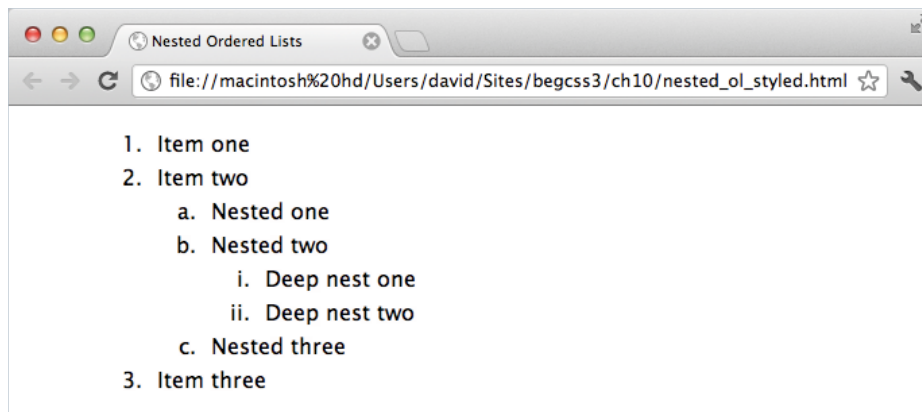 Nested Ordered Lists
file://macintosh%20hd/Users/david/Sites/begcss3/ch10/nested_ol_styled.html
1. Item one
2. Item two
a. Nested one
b. Nested two
i. Deep nest one
ii. Deep nest two
c. Nested three
3. Item three